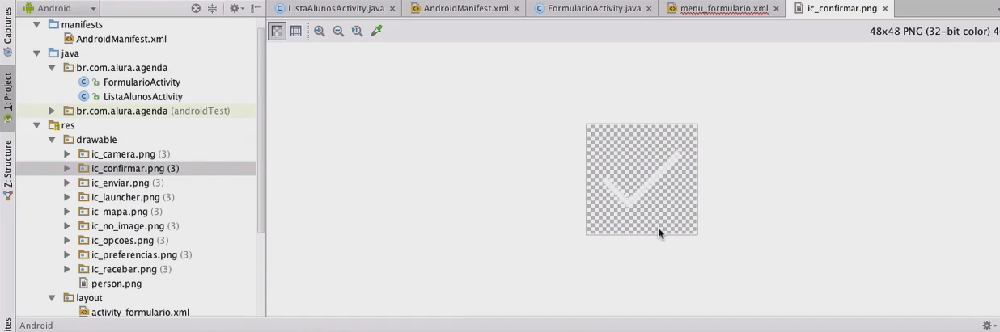 Captures
1: Project
Z: Structure
ites
Android
ListaAlunosActivity.java
AndroidManifest.xml
FormularioActivity.java
menu_formulario.xml
ic_confirmar.png
48x48 PNG (32-bit color) 4
manifests
AndroidManifest.xml
java
br.com.alura.agenda
FormularioActivity
ListaAlunosActivity
br.com.alura.agenda (androidTest)
res
drawable
ic_camera.png (3)
ic_confirmar.png (3)
ic_enviar.png (3)
ic_launcher.png (3)
ic_mapa.png (3)
ic_no_image.png (3)
ic_opcoes.png (3)
ic_preferencias.png (3)
ic_receber.png (3)
person.png
layout
activity_formulario.xml
Android